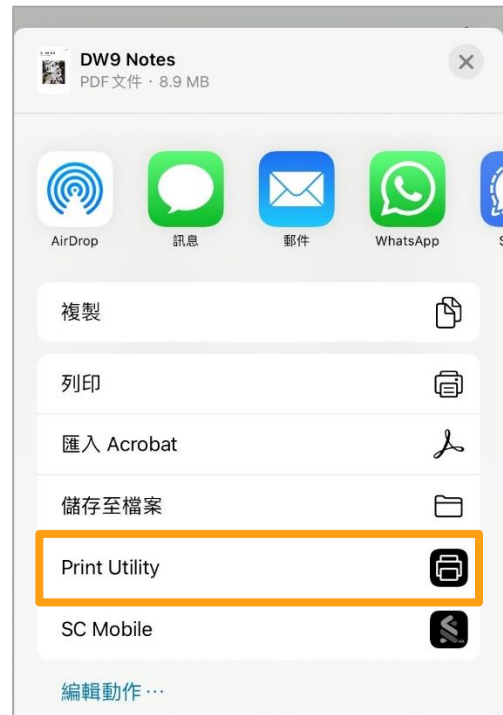 DW9 Notes
PDF文件 · 8.9 MB
AirDrop 訊息 郵件 WhatsApp
複製
列印
匯入 Acrobat
儲存至檔案
Print Utility
SC Mobile
編輯動作⋯